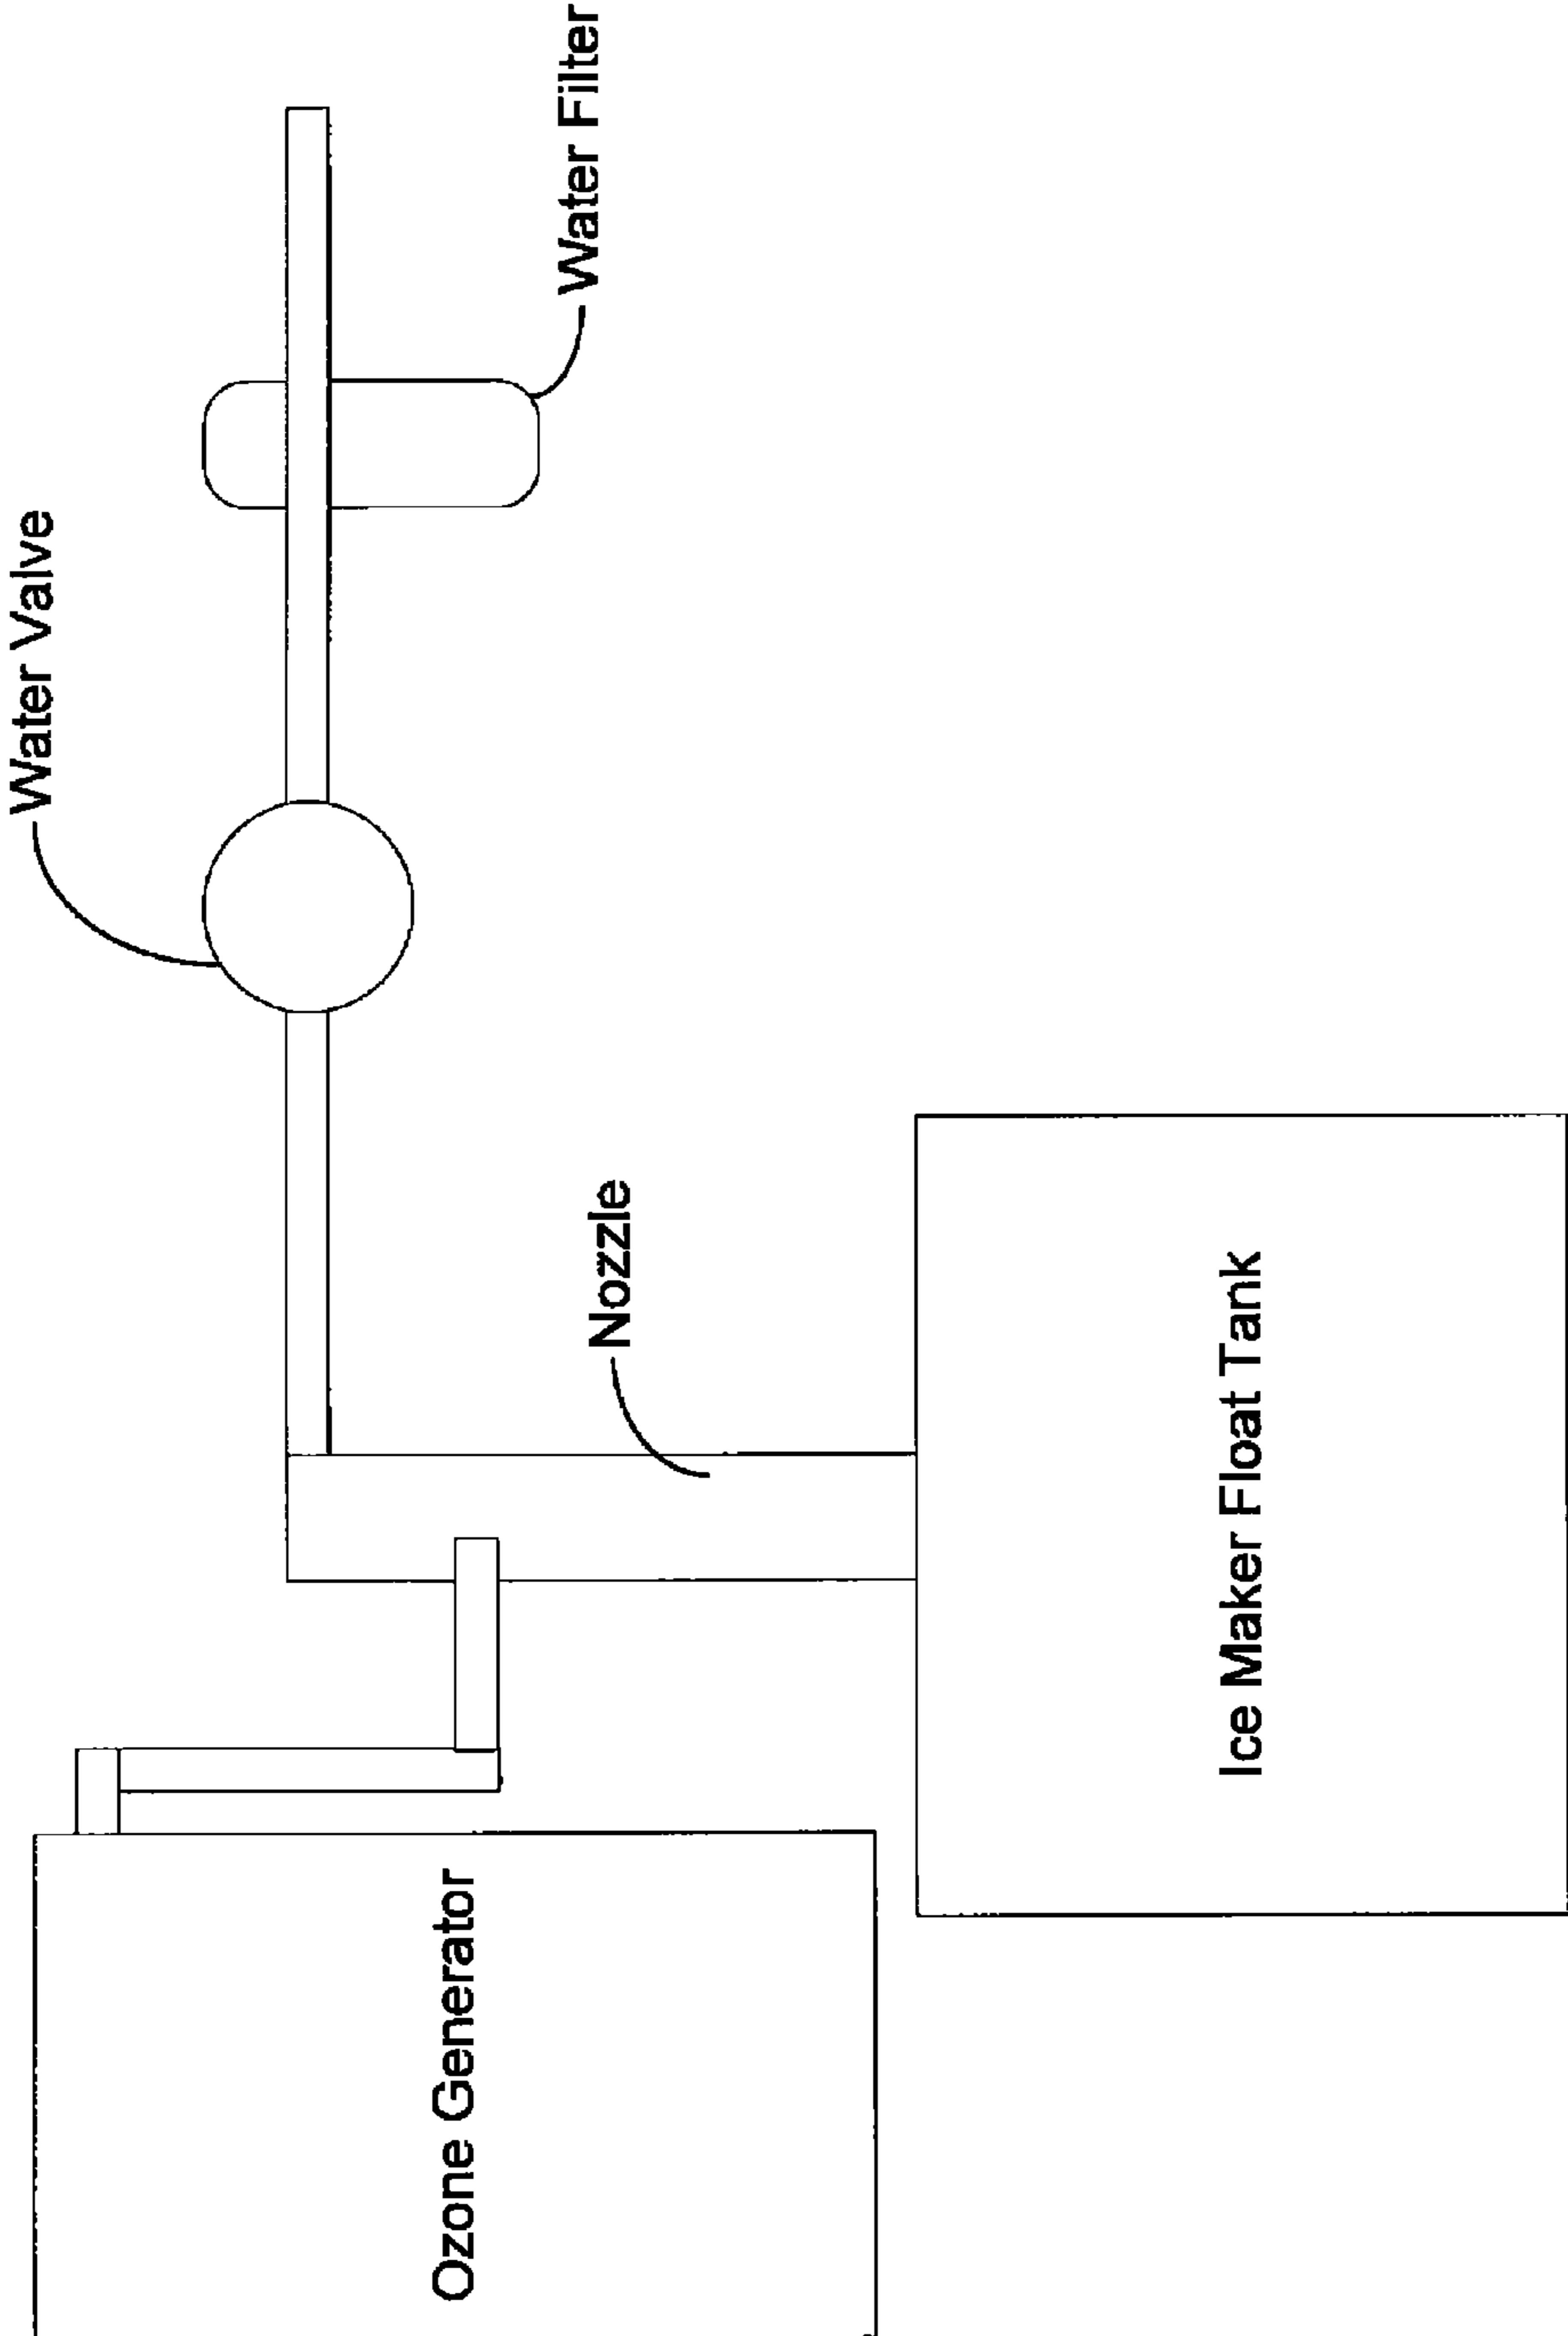 Water Valve
Water Filter
Nozzle
Ozone Generator
Ice Maker Float Tank